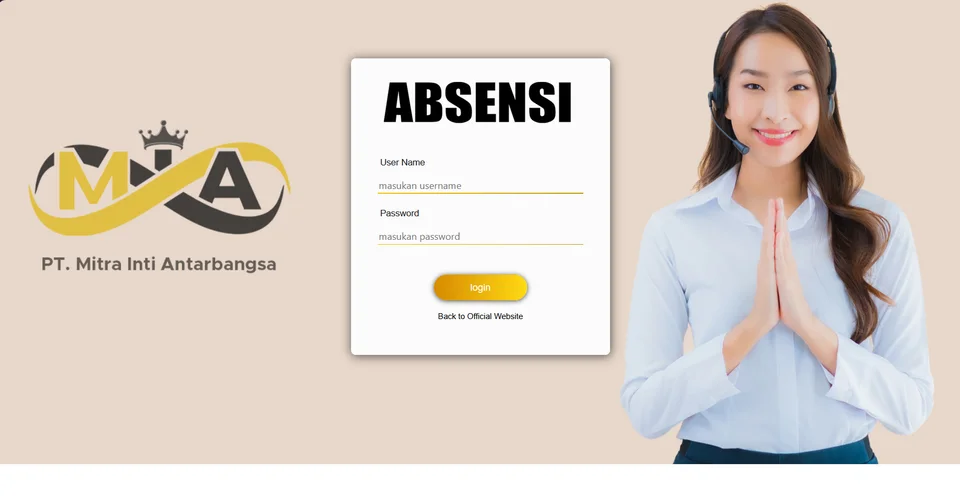 MIA
PT. Mitra Inti Antarbangsa
ABSENSI
User Name
masukan username
Password
masukan password
login
Back to Official Website